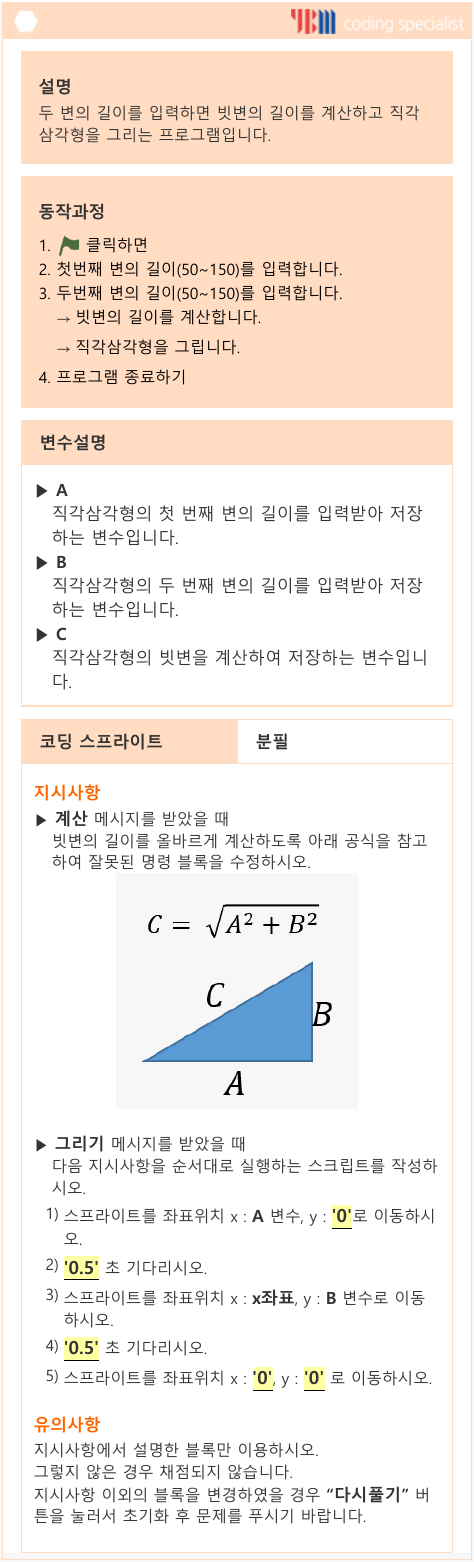 YBM coding specialist
설명
두 변의 길이를 입력하면 빗변의 길이를 계산하고 직각
삼각형을 그리는 프로그램입니다.
동작과정
1. 클릭하면
2. 첫번째 변의 길이(50~150)를 입력합니다.
3. 두번째 변의 길이(50~150)를 입력합니다.
→ 빗변의 길이를 계산합니다.
→ 직각삼각형을 그립니다.
4. 프로그램 종료하기
변수설명
▶ A
직각삼각형의 첫 번째 변의 길이를 입력받아 저장
하는 변수입니다.
▶ B
직각삼각형의 두 번째 변의 길이를 입력받아 저장
하는 변수입니다.
▶ C
직각삼각형의 빗변을 계산하여 저장하는 변수입니
다.
코딩 스프라이트 분필
지시사항
▶ 계산 메시지를 받았을 때
빗변의 길이를 올바르게 계산하도록 아래 공식을 참고
하여 잘못된 명령 블록을 수정하시오.
C = √A² + B²
C
B
A
▶ 그리기 메시지를 받았을 때
다음 지시사항을 순서대로 실행하는 스크립트를 작성하
시오.
1) 스프라이트를 좌표위치 x : A 변수, y : '0'로 이동하시
오.
2) '0.5' 초 기다리시오.
3) 스프라이트를 좌표위치 x : x좌표, y : B 변수로 이동
하시오.
4) '0.5' 초 기다리시오.
5) 스프라이트를 좌표위치 x : '0', y : '0' 로 이동하시오.
유의사항
지시사항에서 설명한 블록만 이용하시오.
그렇지 않은 경우 채점되지 않습니다.
지시사항 이외의 블록을 변경하였을 경우 “다시풀기” 버
튼을 눌러서 초기화 후 문제를 푸시기 바랍니다.